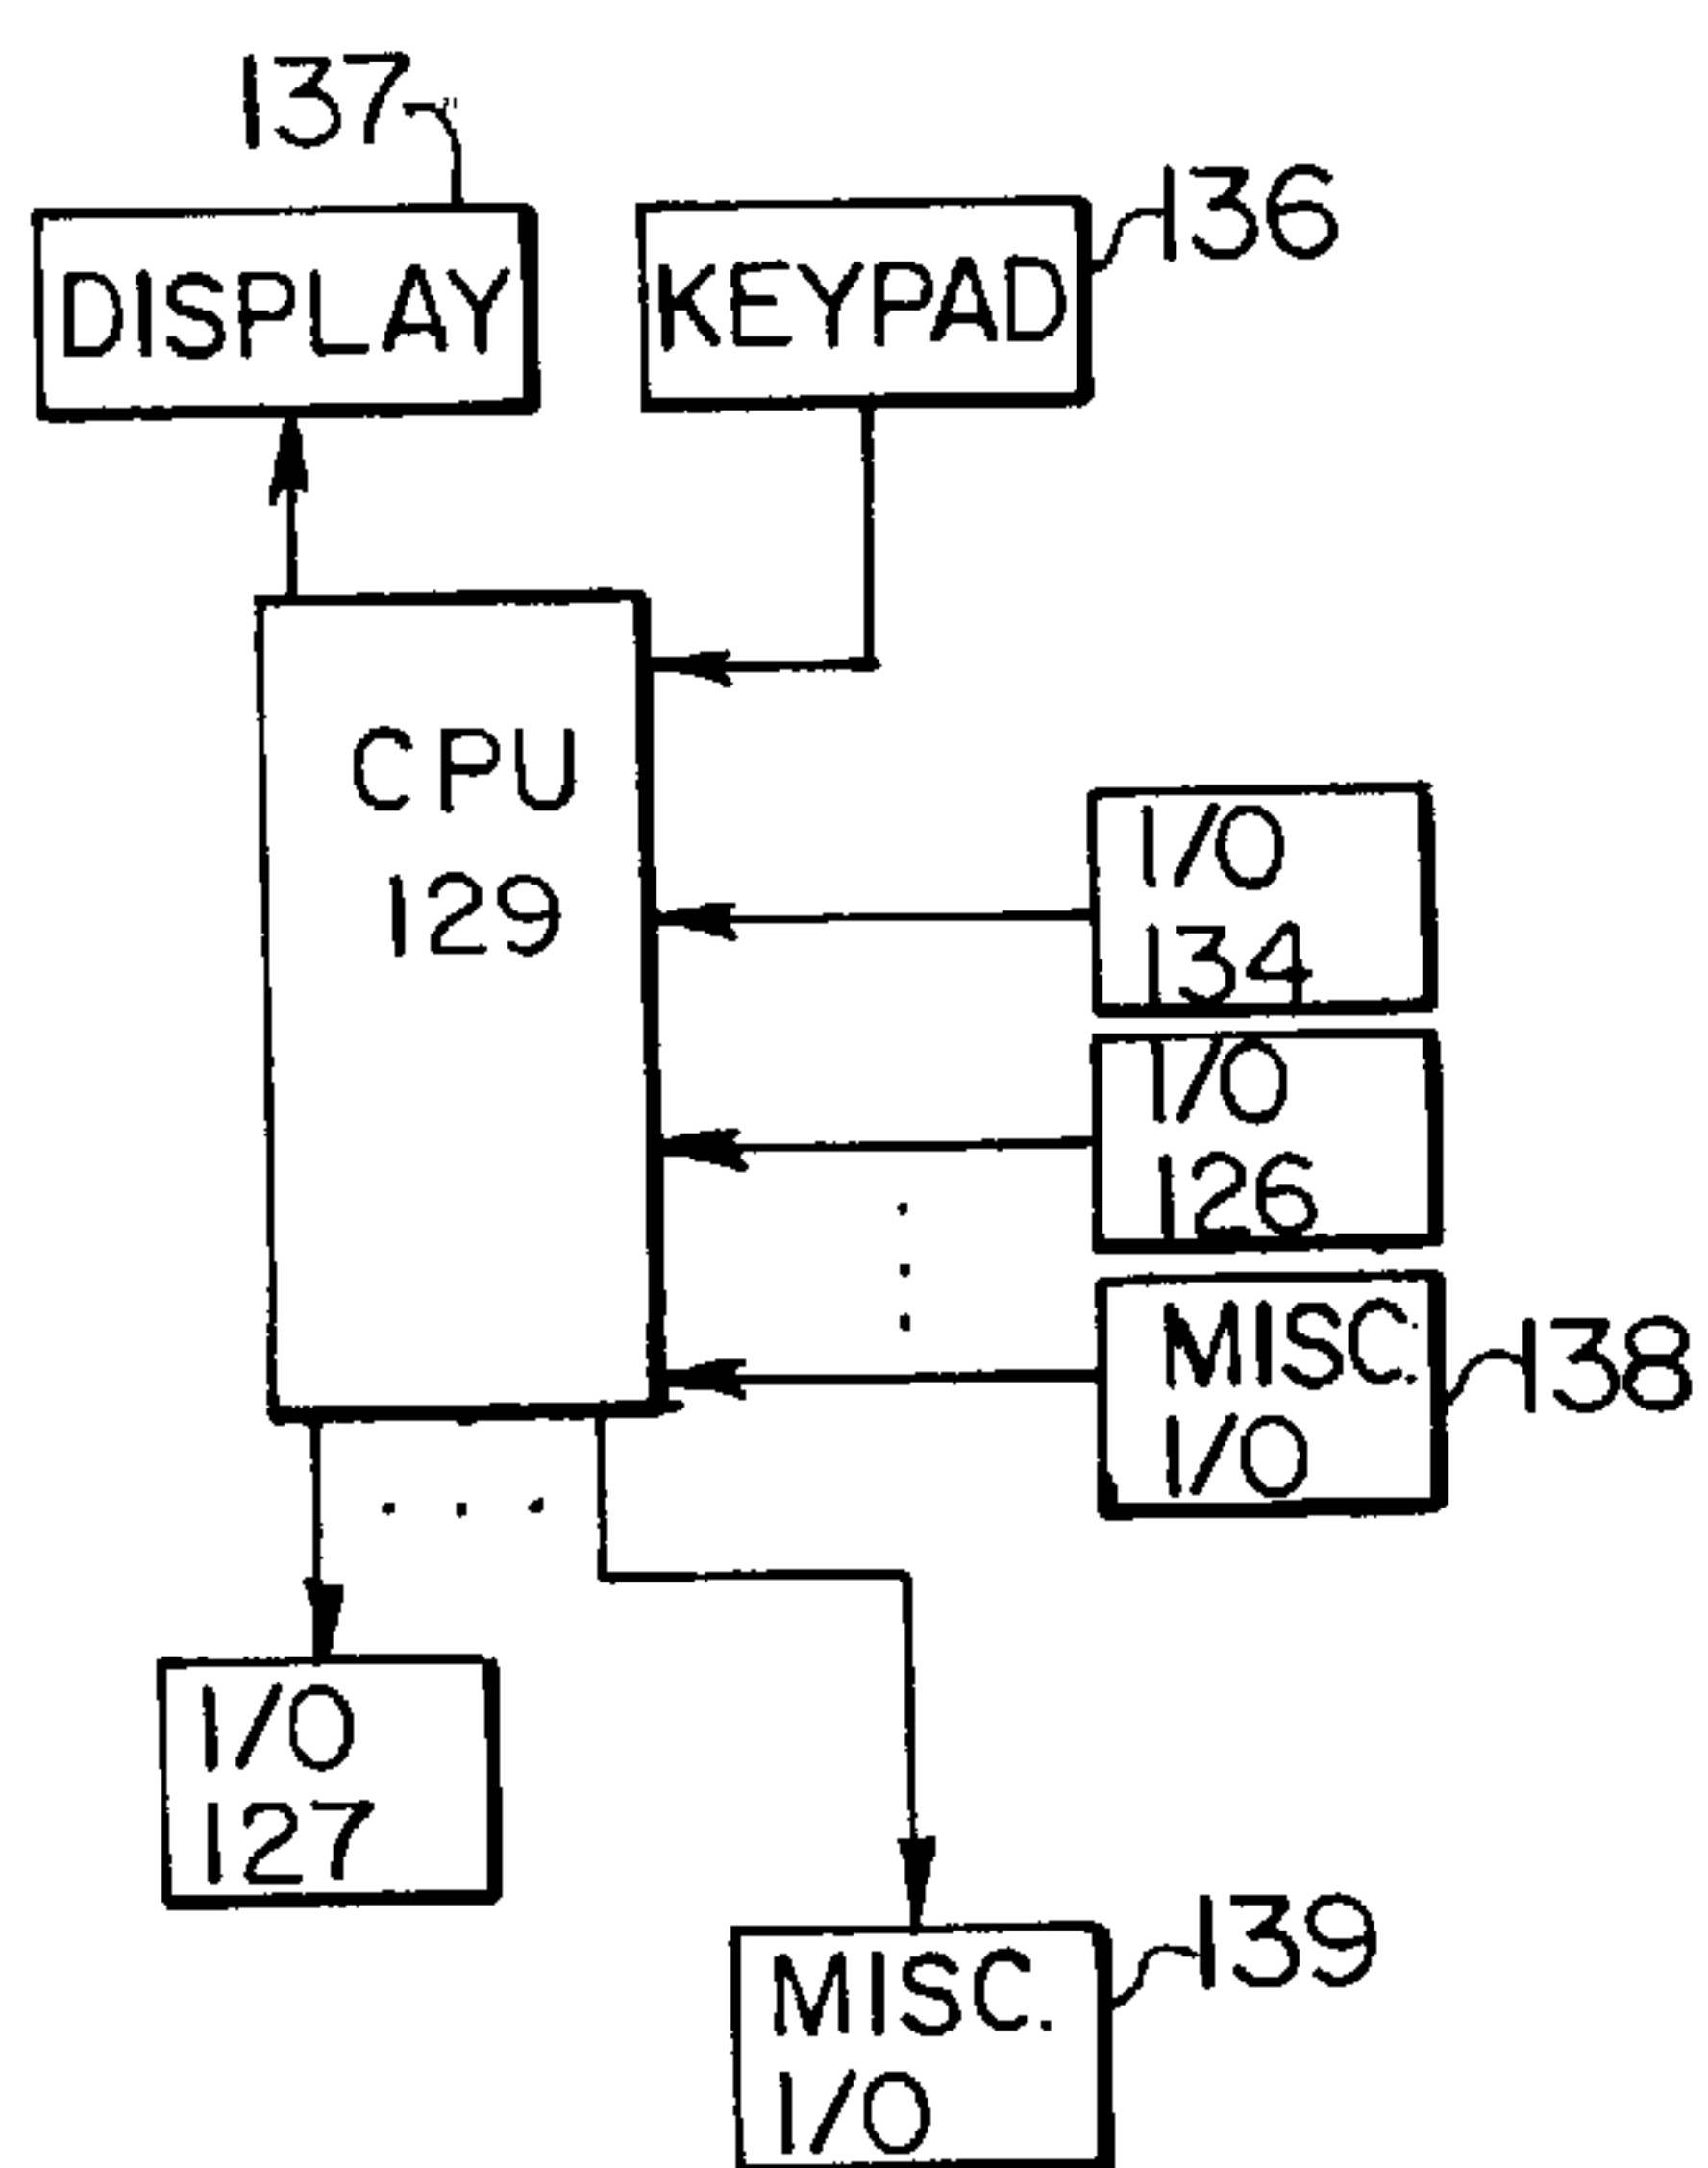 137
136
DISPLAY
KEYPAD
CPU
129
I/O
134
I/O
126
MISC.
I/O
138
I/O
127
139
MISC.
I/O